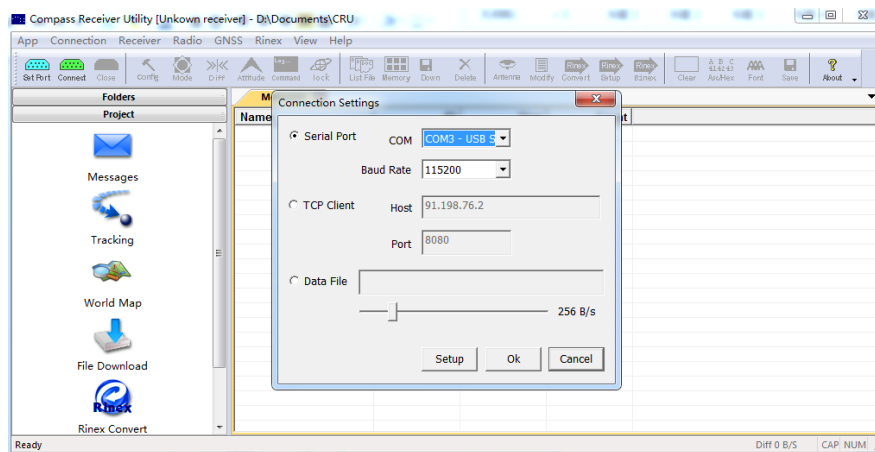 Compass Receiver Utility [Unkown receiver] - D:\Documents\CRU
App Connection Receiver Radio GNSS Rinex View Help
Set Port Connect Close Config Mode Diff Attitude Command lock List File Memory Down Delete Antenna Modify Convert Setup Binex Clear Asc/Hex Font Save About
Folders
Project
Messages
Tracking
World Map
File Download
Rinex
Rinex Convert
Name
Connection Settings
Serial Port COM COM3 - USB S
Baud Rate 115200
TCP Client Host 91.198.76.2
Port 8080
Data File
256 B/s
Setup Ok Cancel
Ready Diff 0 B/S CAP NUM